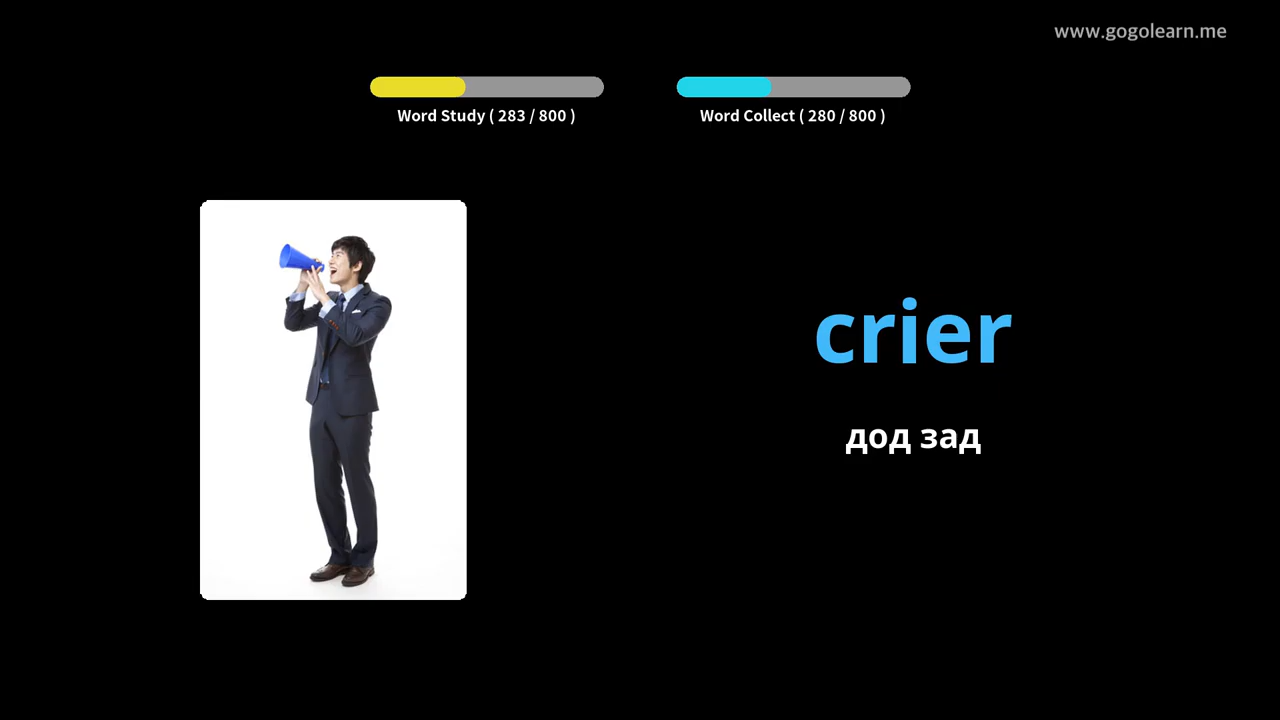 www.gogolearn.me
Word Study ( 283 / 800 )
Word Collect ( 280 / 800 )
crier
дод зад